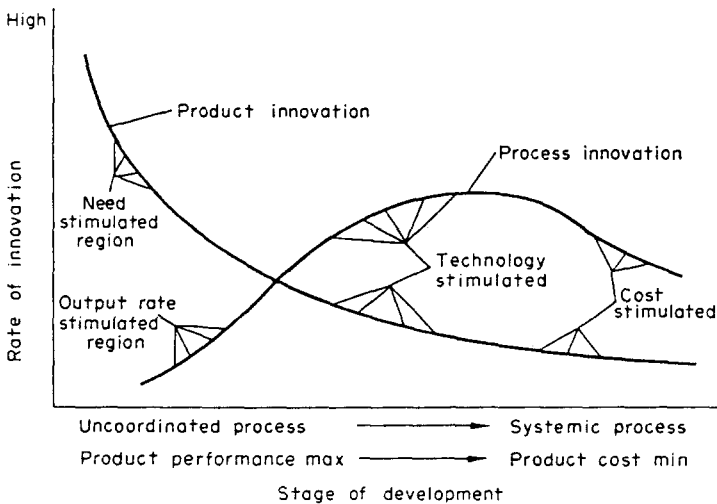 High
Product innovation
Process innovation
Need
stimulated
region
Technology
stimulated
Output rate
stimulated
region
Cost
stimulated
Rate of innovation
Uncoordinated process
Systemic process
Product performance max
Product cost min
Stage of development